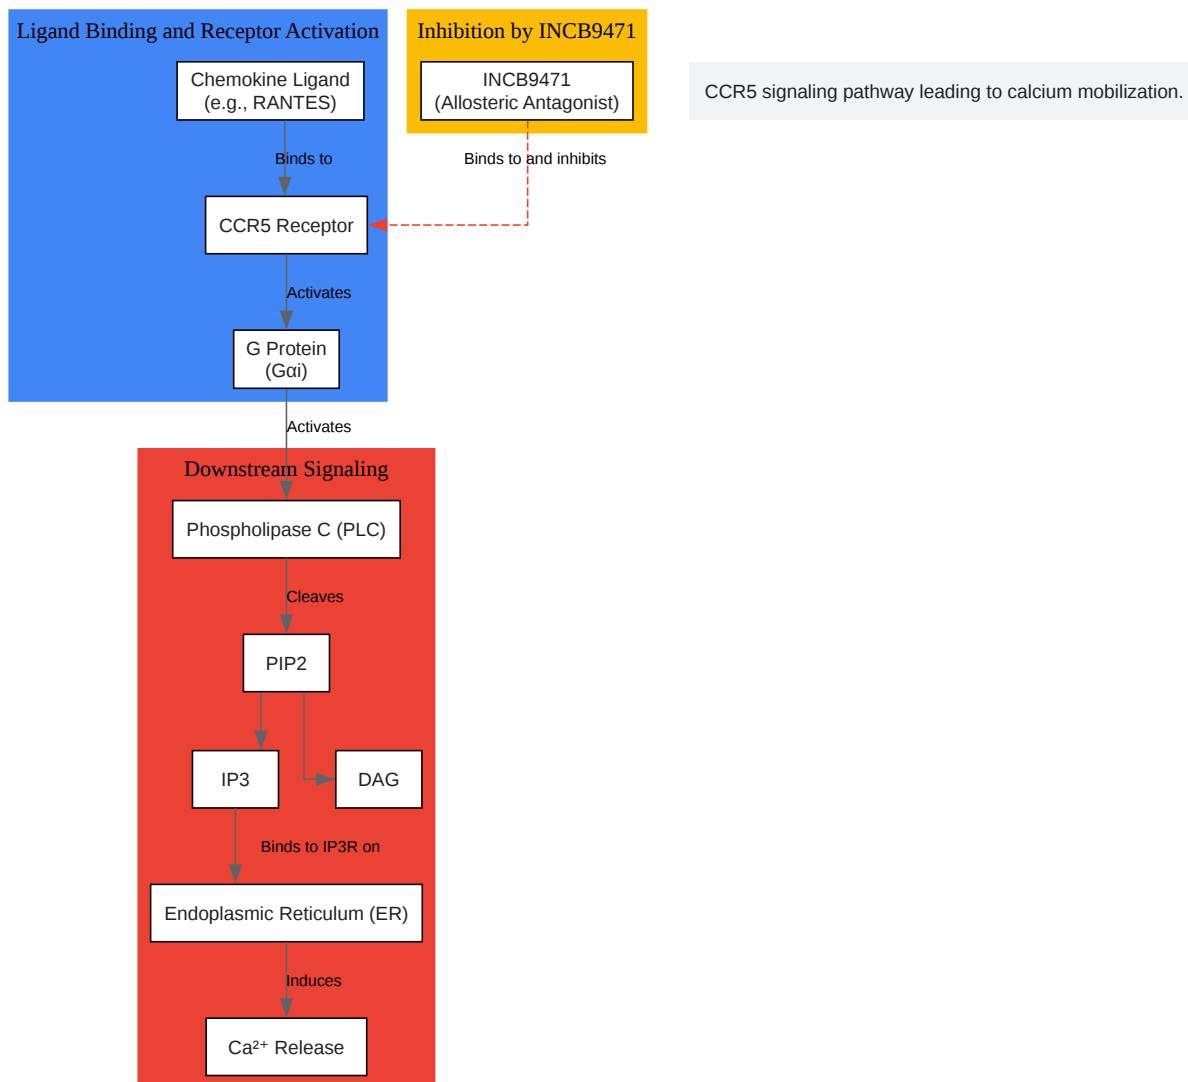 Ligand Binding and Receptor Activation
Chemokine Ligand
(e.g., RANTES)
Binds to
CCR5 Receptor
Activates
G Protein
(Gαi)
Activates
Inhibition by INCB9471
INCB9471
(Allosteric Antagonist)
Binds to and inhibits
CCR5 signaling pathway leading to calcium mobilization.
Downstream Signaling
Phospholipase C (PLC)
Cleaves
PIP2
IP3
DAG
Binds to IP3R on
Endoplasmic Reticulum (ER)
Induces
Ca²⁺ Release